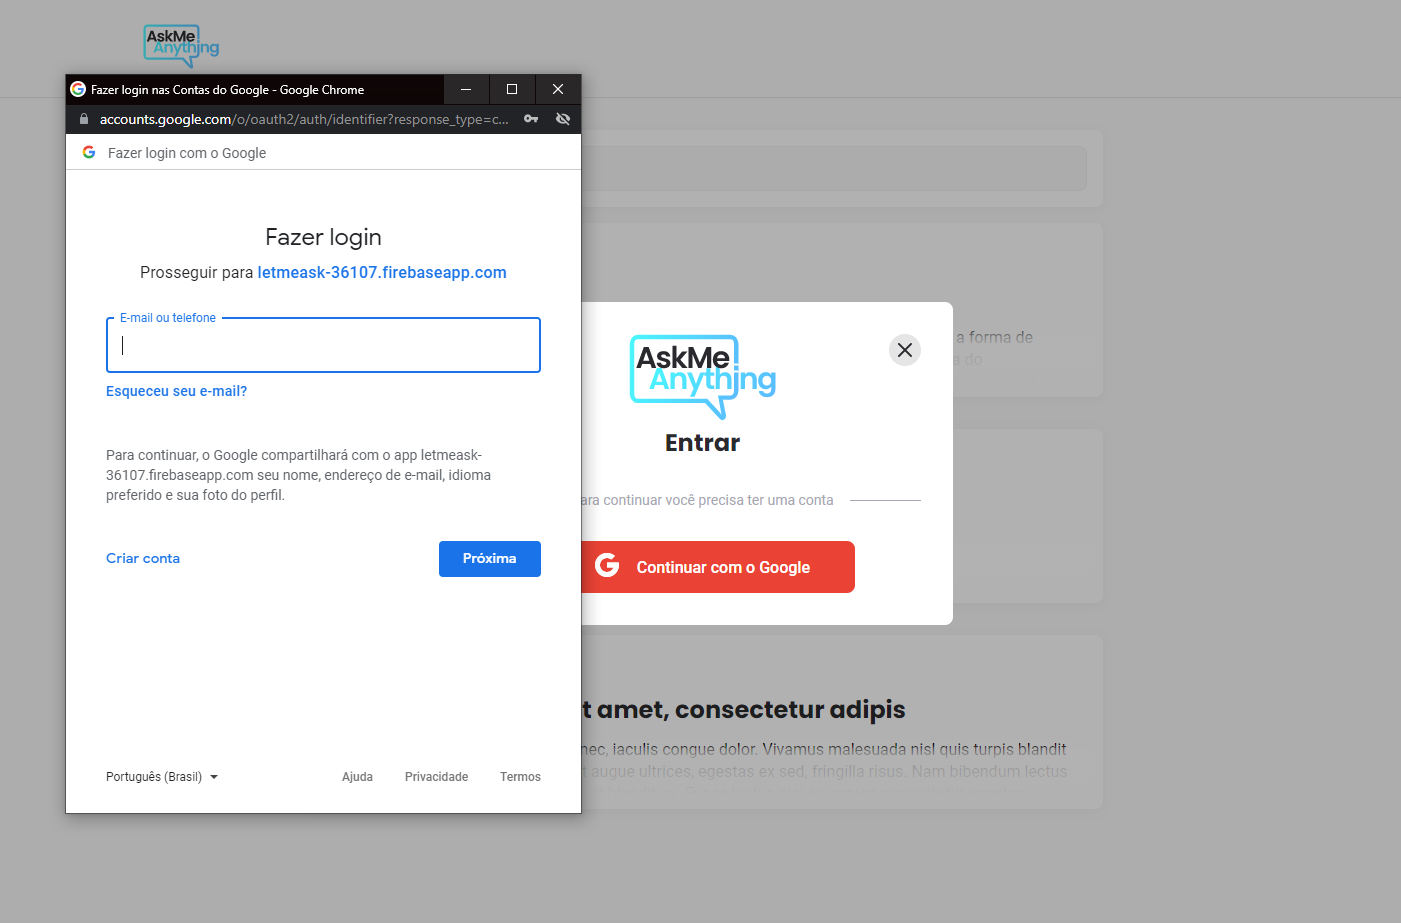 AskMe
Anything
Fazer login nas Contas do Google - Google Chrome
accounts.google.com/o/oauth2/auth/identifier?response_type=c...
Fazer login com o Google
Fazer login
Prosseguir para letmeask-36107.firebaseapp.com
E-mail ou telefone
Esqueceu seu e-mail?
Para continuar, o Google compartilhará com o app letmeask-
36107.firebaseapp.com seu nome, endereço de e-mail, idioma
preferido e sua foto do perfil.
Criar conta
Próxima
Português (Brasil)
Ajuda
Privacidade
Termos
AskMe
Anything
Entrar
ara continuar você precisa ter uma conta
Continuar com o Google
a forma de
a do
t amet, consectetur adipis
nec, iaculis congue dolor. Vivamus malesuada nisl quis turpis blandit
t augue ultrices, egestas ex sed, fringilla risus. Nam bibendum lectus